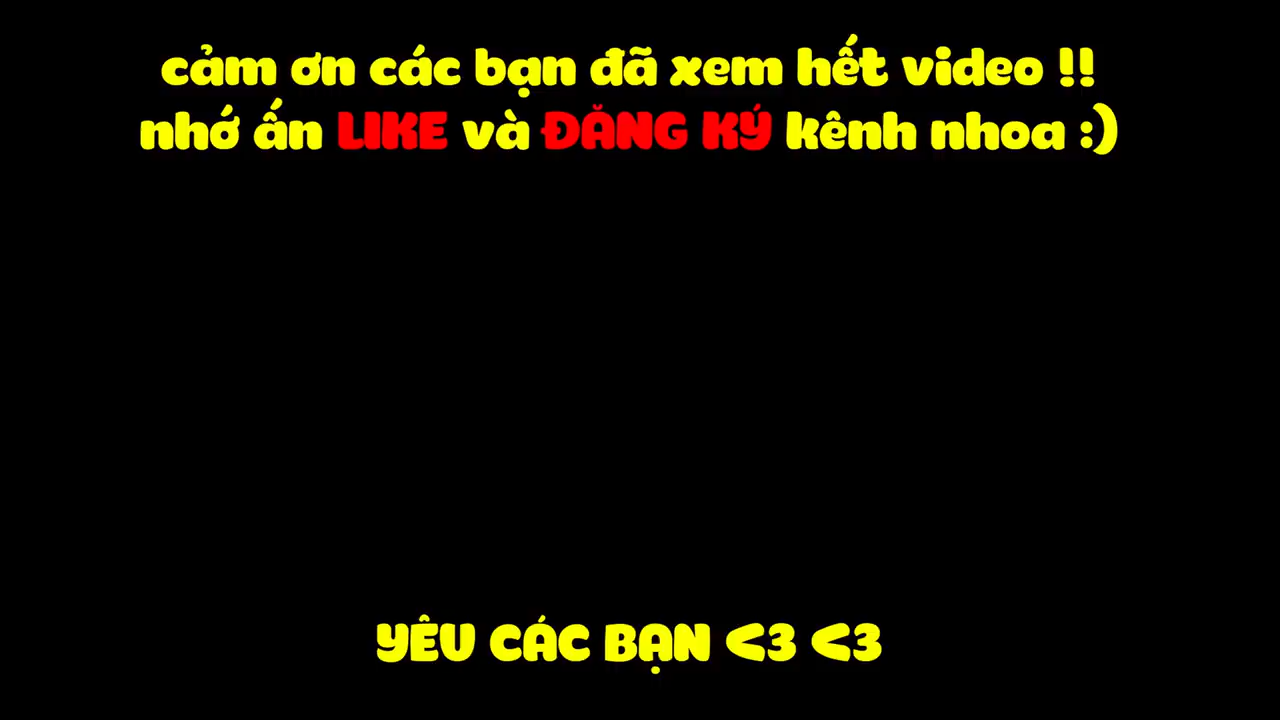 cảm ơn các bạn đã xem hết video !!
nhớ ấn LIKE và ĐĂNG KÝ kênh nhoa :)
YÊU CÁC BẠN <3 <3